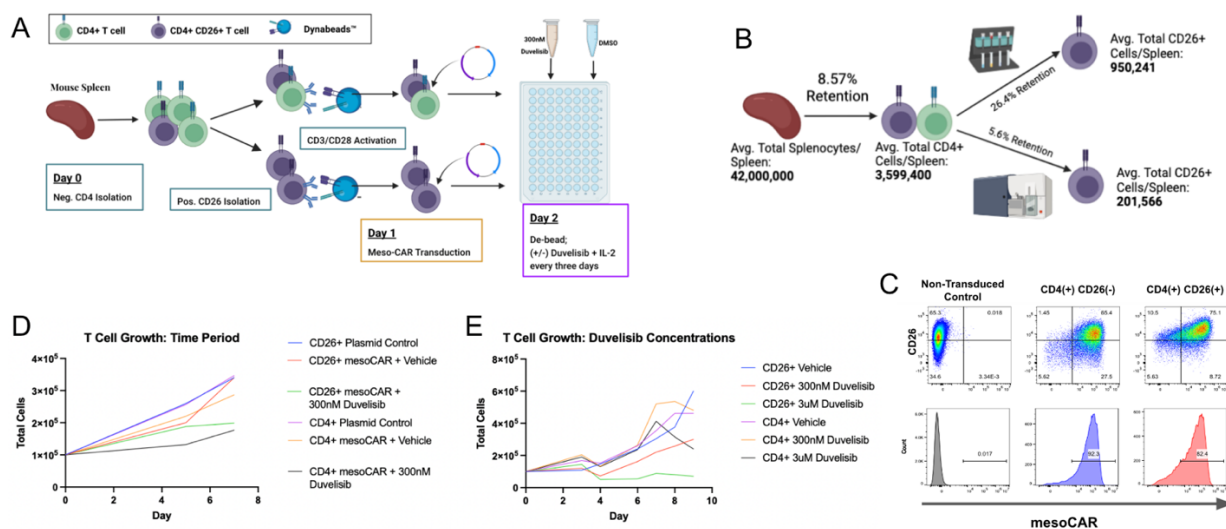 A
CD4+ T cell
CD4+ CD26+ T cell
Dynabeads™
Mouse Spleen
Day 0
Neg. CD4 Isolation
Pos. CD26 Isolation
CD3/CD28 Activation
Day 1
Meso-CAR Transduction
300nM
Duvelisib
DMSO
Day 2
De-bead;
(+/-) Duvelisib + IL-2
every three days
B
8.57%
Retention
Avg. Total Splenocytes/
Spleen:
42,000,000
Avg. Total CD4+
Cells/Spleen:
3,599,400
26.4% Retention
5.6% Retention
Avg. Total CD26+
Cells/Spleen:
950,241
Avg. Total CD26+
Cells/Spleen:
201,566
C
Non-Transduced
Control
CD4(+) CD26(-)
CD4(+) CD26(+)
CD26
65.3
0.018
34.6
3.34E-3
1.45
65.4
5.62
27.5
10.5
75.1
5.63
8.72
Count
0.017
92.3
82.4
mesoCAR
D
T Cell Growth: Time Period
Total Cells
4×10⁵
3×10⁵
2×10⁵
1×10⁵
0
0
2
4
6
8
Day
CD26+ Plasmid Control
CD26+ mesoCAR + Vehicle
CD26+ mesoCAR +
300nM Duvelisib
CD4+ Plasmid Control
CD4+ mesoCAR + Vehicle
CD4+ mesoCAR + 300nM
Duvelisib
E
T Cell Growth: Duvelisib Concentrations
Total Cells
8×10⁵
6×10⁵
4×10⁵
2×10⁵
0
0
2
4
6
8
10
Day
CD26+ Vehicle
CD26+ 300nM Duvelisib
CD26+ 3uM Duvelisib
CD4+ Vehicle
CD4+ 300nM Duvelisib
CD4+ 3uM Duvelisib